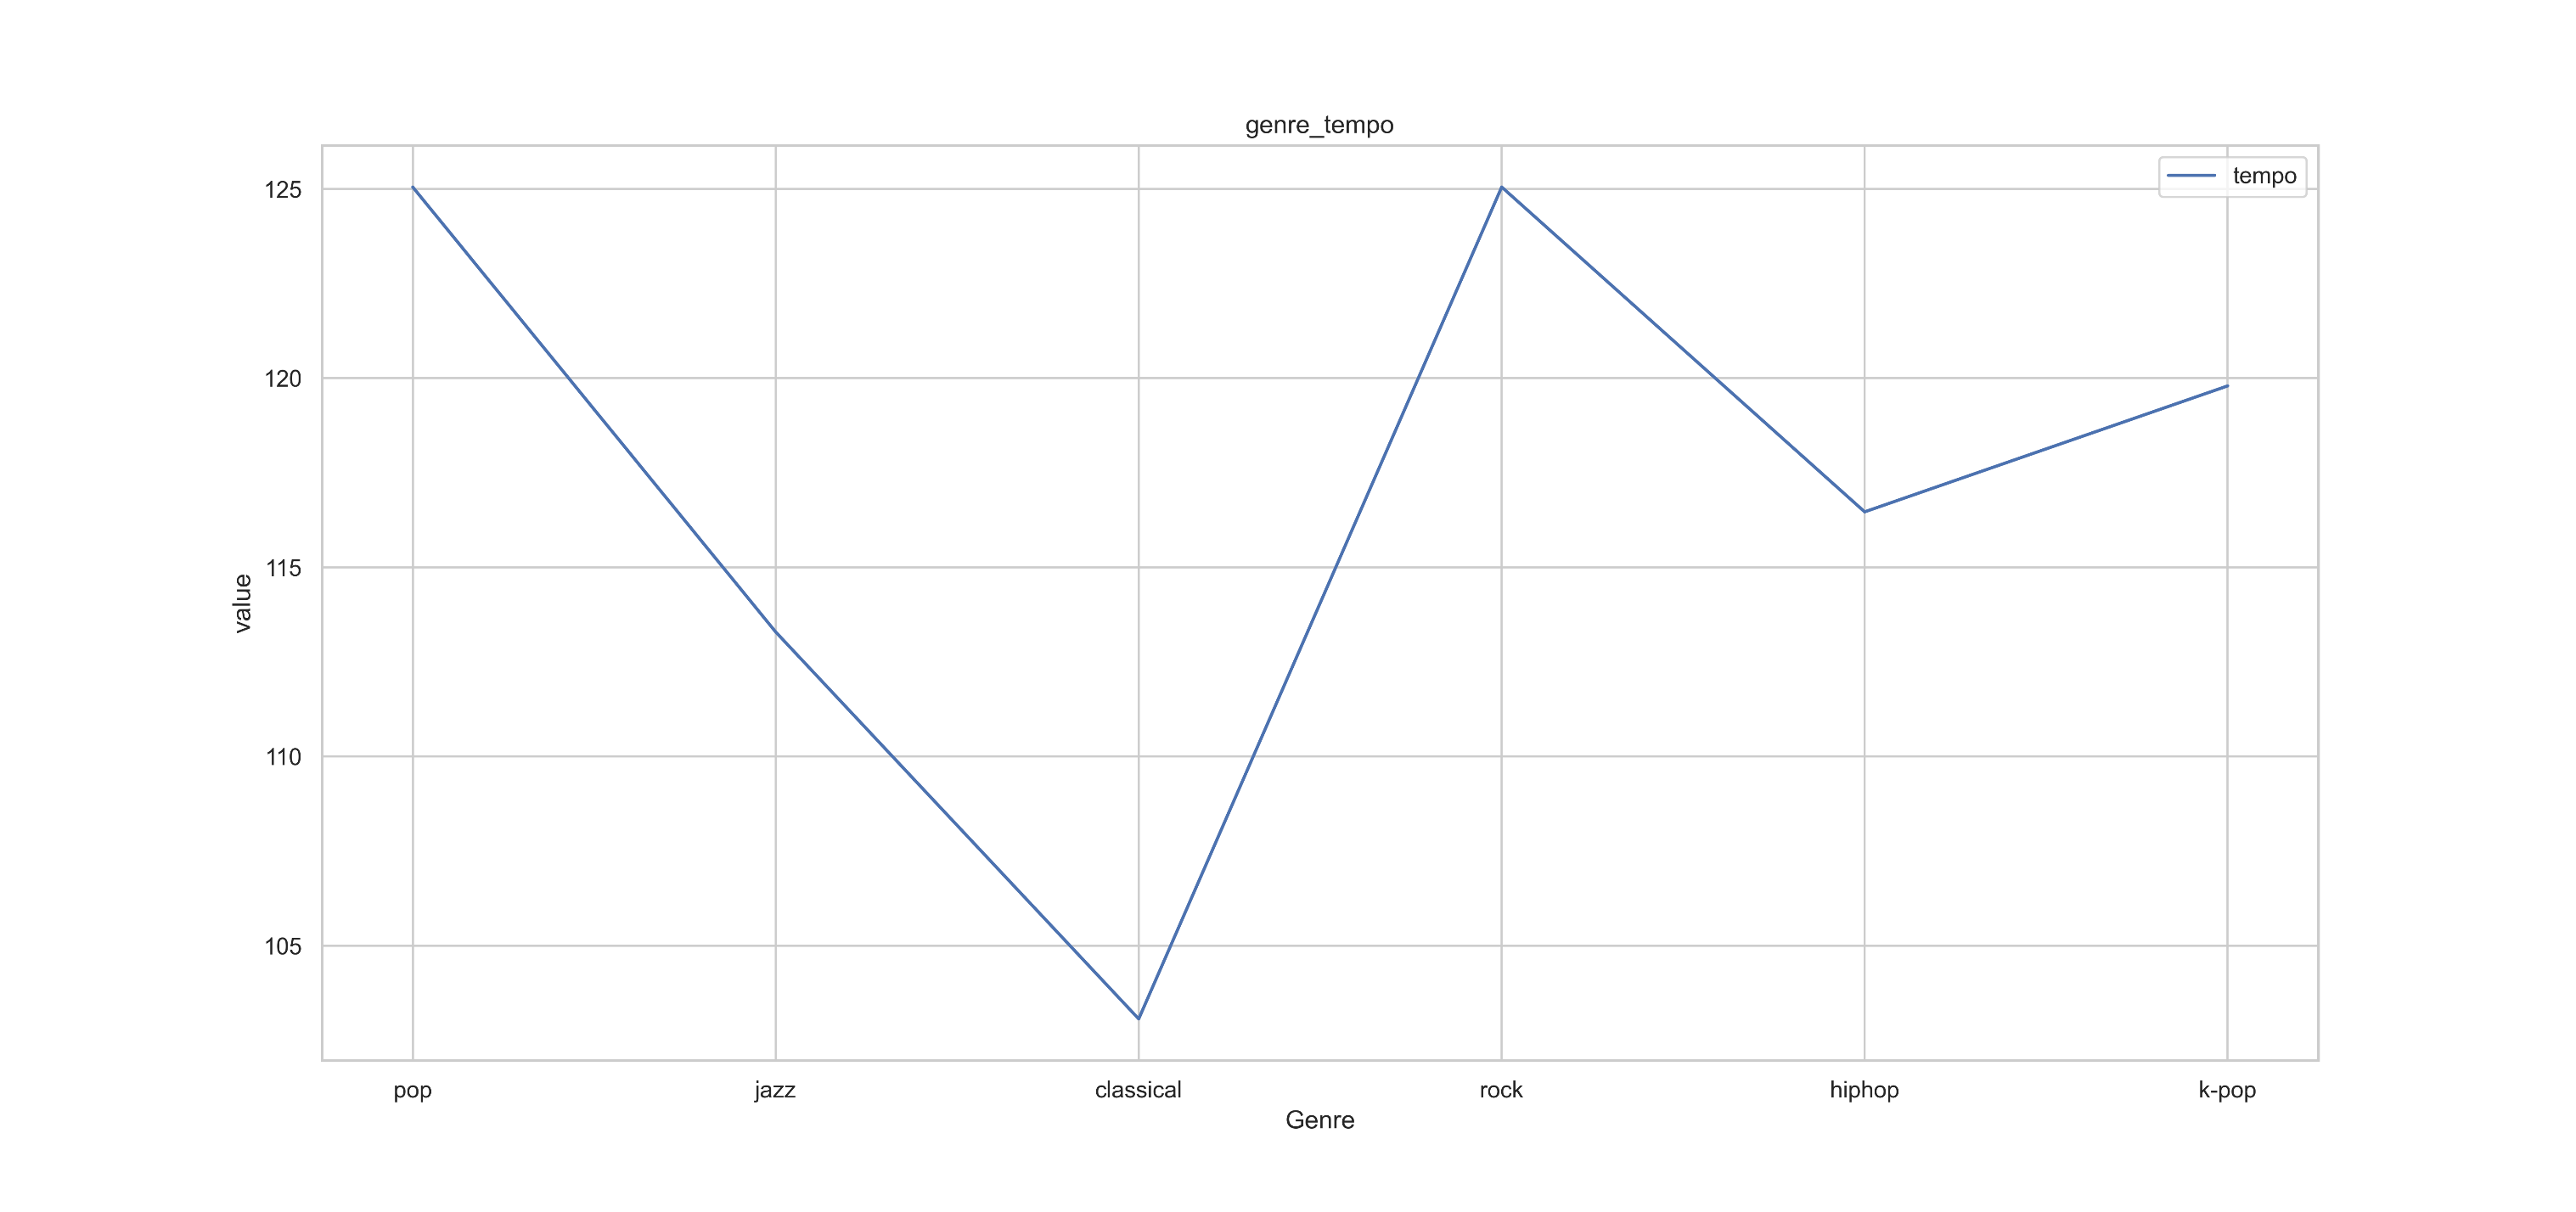 genre_tempo
tempo
125
120
115
110
105
value
pop
jazz
classical
rock
hiphop
k-pop
Genre